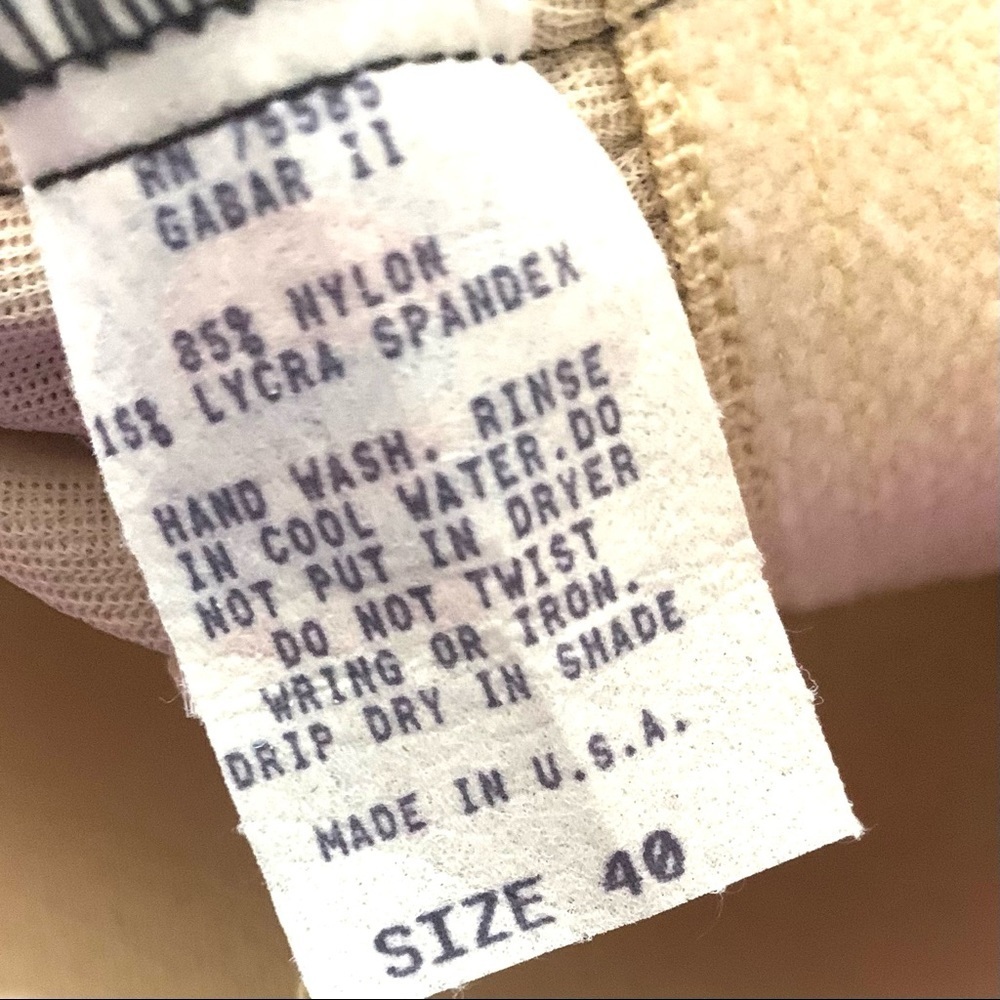 RN 75585
GABAR II
85% NYLON
15% LYCRA SPANDEX
HAND WASH. RINSE
IN COOL WATER.DO
NOT PUT IN DRYER
DO NOT TWIST
WRING OR IRON.
DRIP DRY IN SHADE
MADE IN U.S.A.
SIZE 40